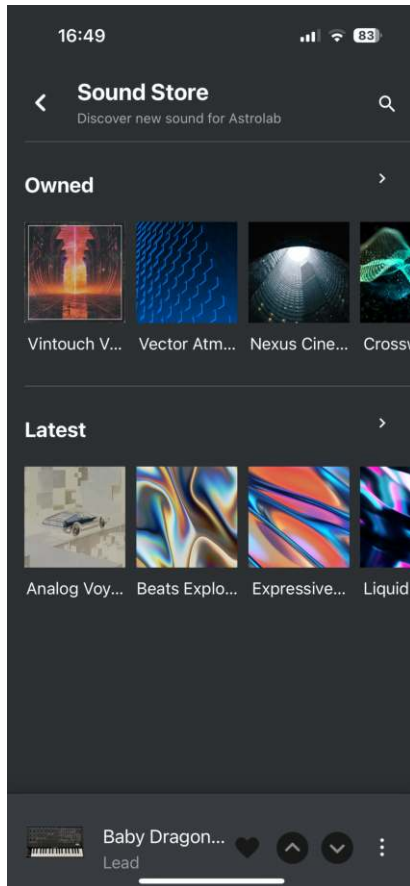 16:49
83
Sound Store
Discover new sound for Astrolab
Owned
Vintouch V... Vector Atm... Nexus Cine... Crossw
Latest
Analog Voy... Beats Explo... Expressive... Liquid
Baby Dragon...
Lead